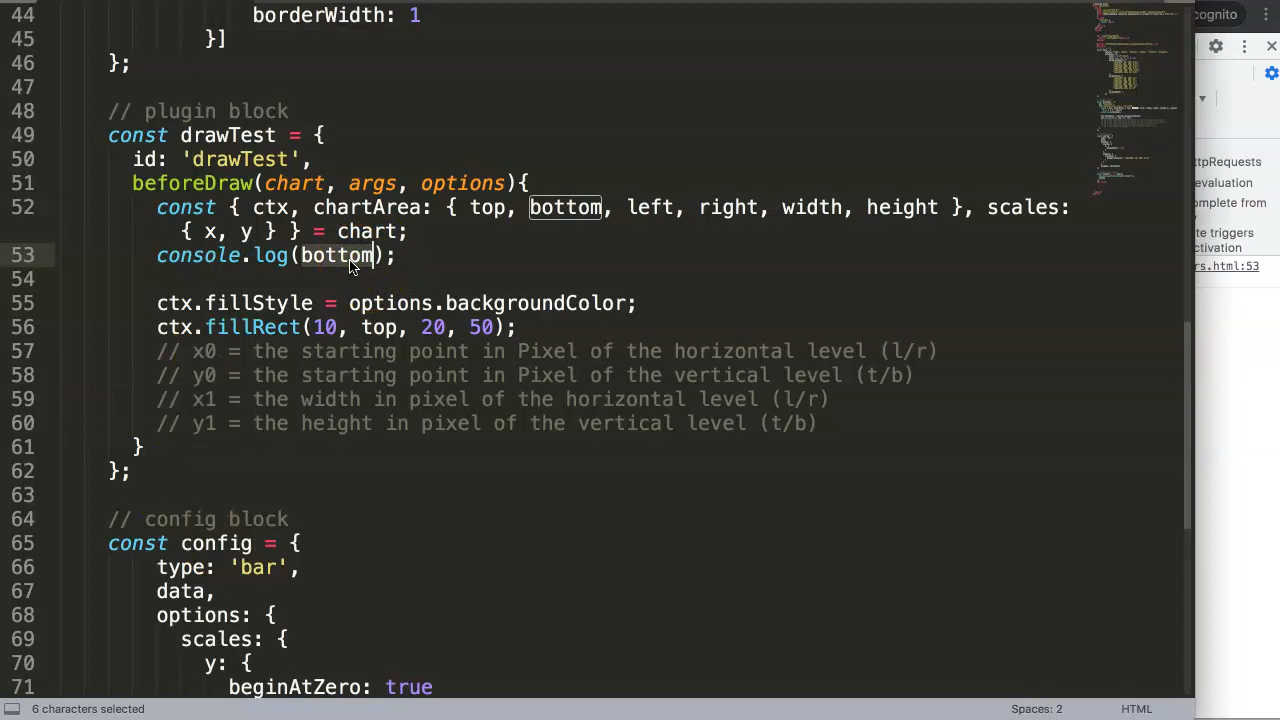 44 borderWidth: 1
45 }]
46 };
47
48 // plugin block
49 const drawTest = {
50 id: 'drawTest',
51 beforeDraw(chart, args, options){
52 const { ctx, chartArea: { top, bottom, left, right, width, height }, scales:
{ x, y } } = chart;
53 console.log(bottom);
54
55 ctx.fillStyle = options.backgroundColor;
56 ctx.fillRect(10, top, 20, 50);
57 // x0 = the starting point in Pixel of the horizontal level (l/r)
58 // y0 = the starting point in Pixel of the vertical level (t/b)
59 // x1 = the width in pixel of the horizontal level (l/r)
60 // y1 = the height in pixel of the vertical level (t/b)
61 }
62 };
63
64 // config block
65 const config = {
66 type: 'bar',
67 data,
68 options: {
69 scales: {
70 y: {
71 beginAtZero: true
6 characters selected
Spaces: 2
HTML
cognito
ttpRequests
evaluation
omplete from
y
te triggers
ctivation
rs.html:53